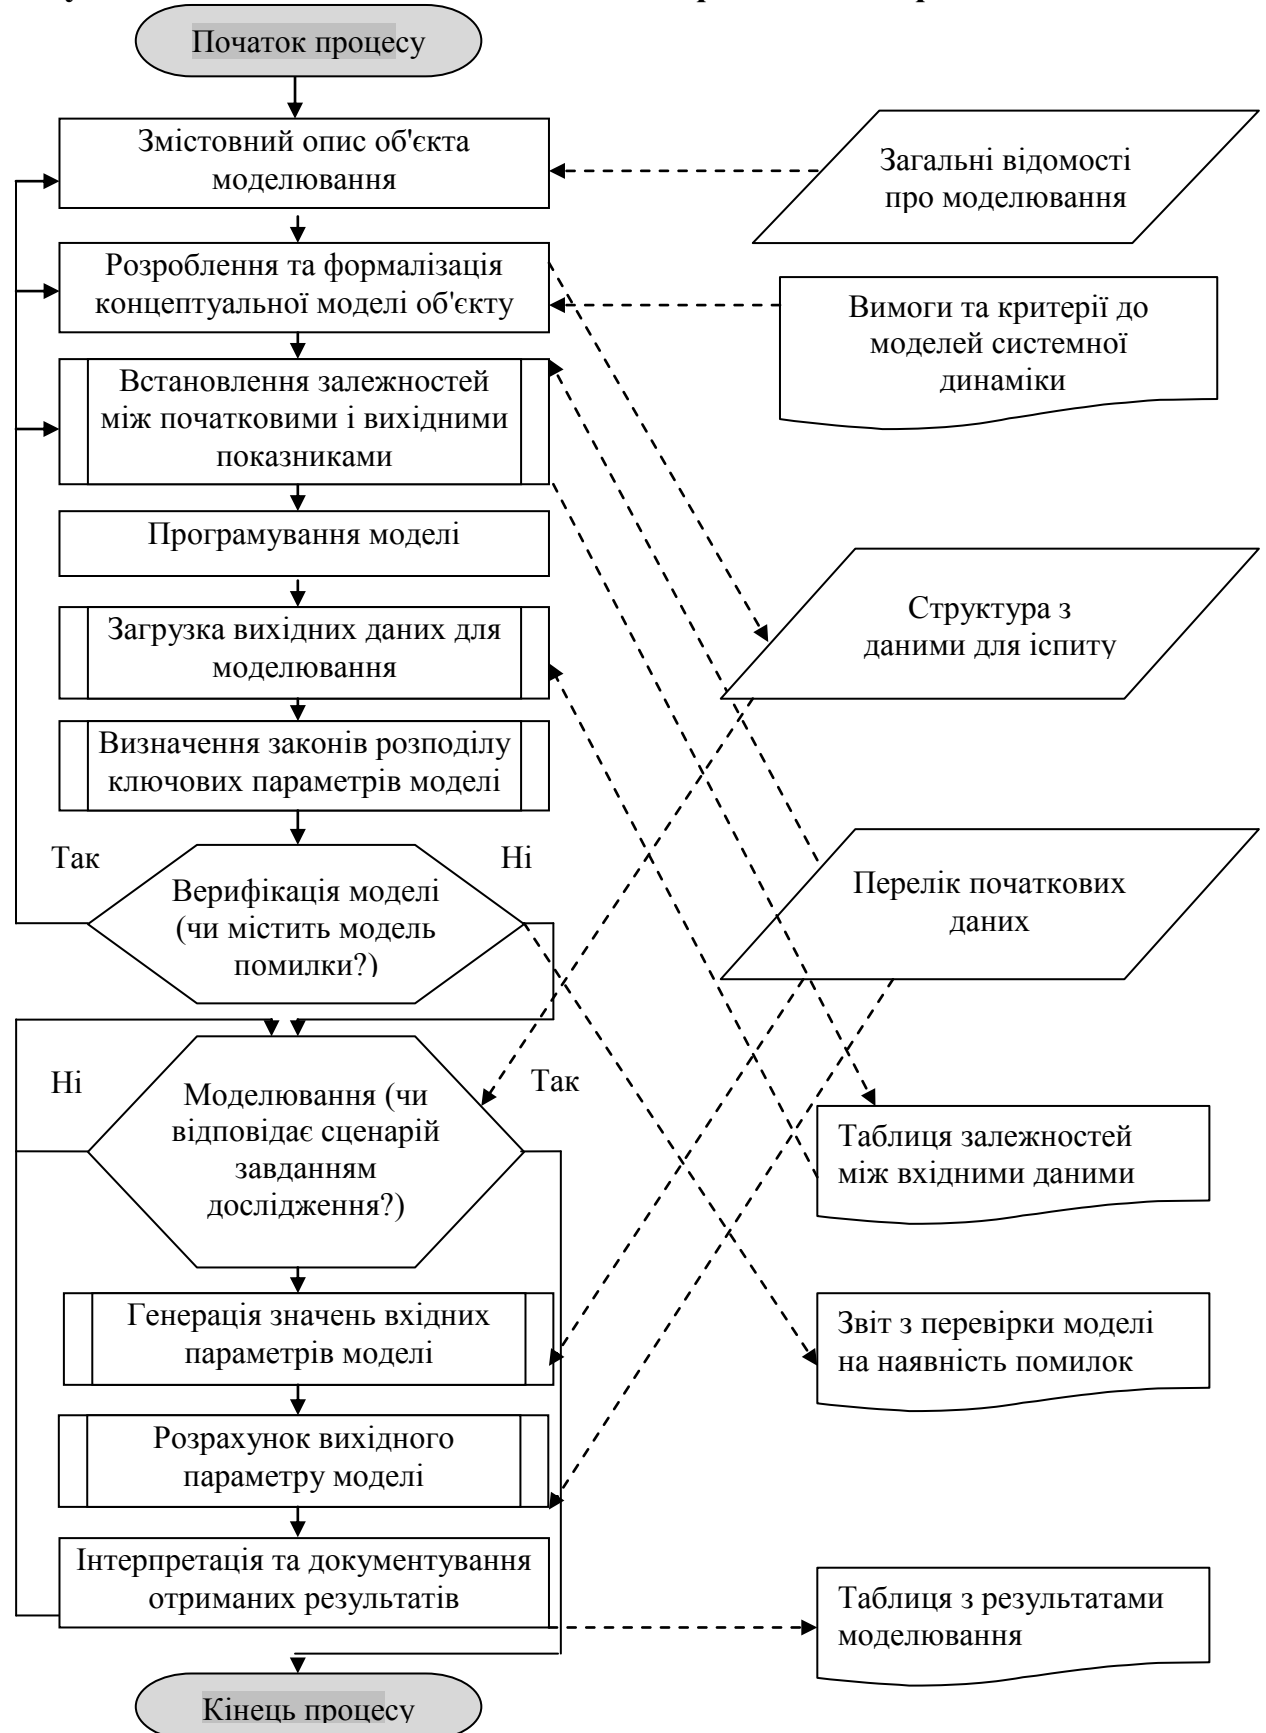 Початок процесу
Змістовний опис об'єкта
моделювання
Загальні відомості
про моделювання
Розроблення та формалізація
концептуальної моделі об'єкту
Вимоги та критерії до
моделей системної
динаміки
Встановлення залежностей
між початковими і вихідними
показниками
Програмування моделі
Структура з
даними для іспиту
Загрузка вихідних даних для
моделювання
Визначення законів розподілу
ключових параметрів моделі
Так
Ні
Верифікація моделі
(чи містить модель
помилки?)
Перелік початкових
даних
Ні
Так
Моделювання (чи
відповідає сценарій
завданням
дослідження?)
Таблиця залежностей
між вхідними даними
Генерація значень вхідних
параметрів моделі
Звіт з перевірки моделі
на наявність помилок
Розрахунок вихідного
параметру моделі
Інтерпретація та документування
отриманих результатів
Таблиця з результатами
моделювання
Кінець процесу